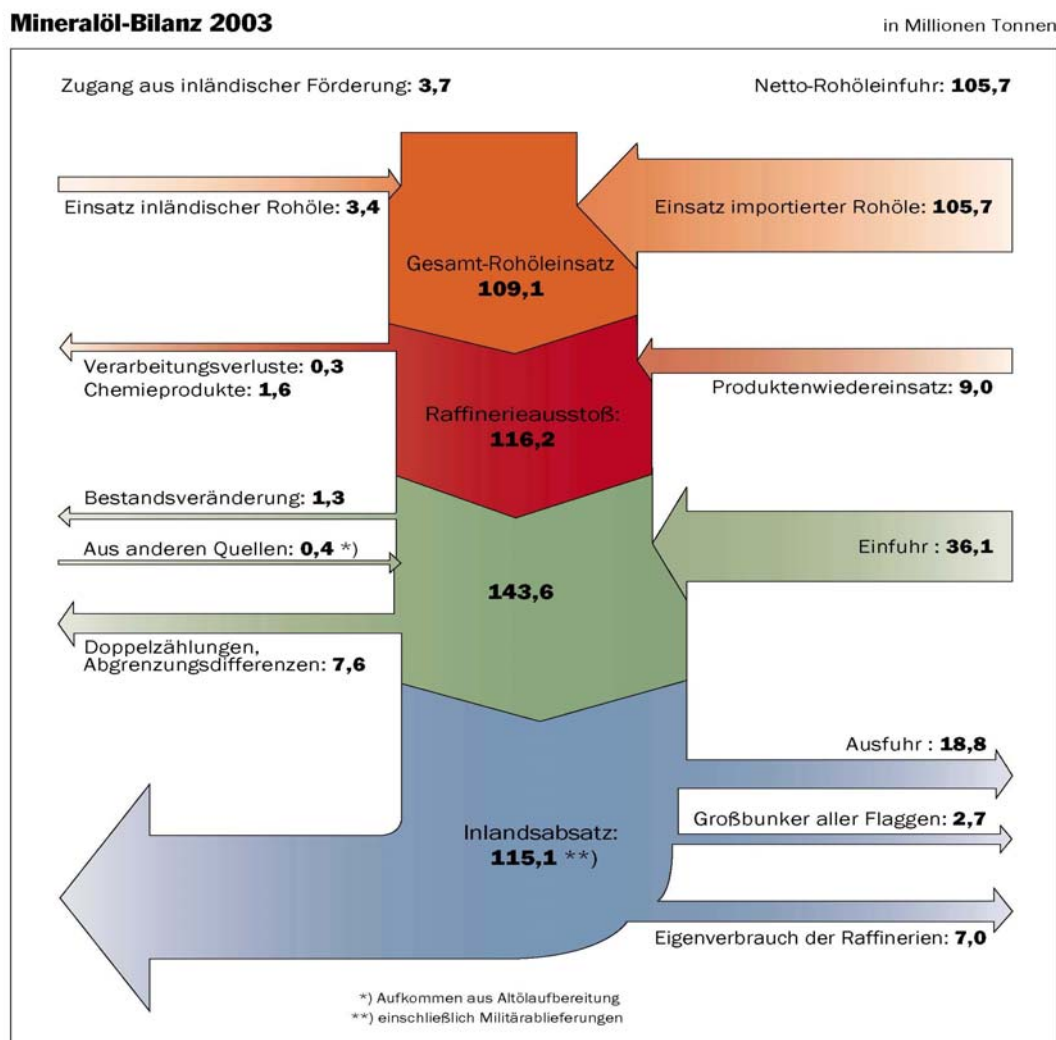 Mineralöl-Bilanz 2003
in Millionen Tonnen
Zugang aus inländischer Förderung: 3,7
Netto-Rohöleinfuhr: 105,7
Einsatz inländischer Rohöle: 3,4
Einsatz importierter Rohöle: 105,7
Gesamt-Rohöleinsatz
109,1
Verarbeitungsverluste: 0,3
Chemieprodukte: 1,6
Produktenwiedereinsatz: 9,0
Raffinerieausstoß:
116,2
Bestandsveränderung: 1,3
Aus anderen Quellen: 0,4 *)
Einfuhr : 36,1
143,6
Doppelzählungen,
Abgrenzungsdifferenzen: 7,6
Ausfuhr : 18,8
Großbunker aller Flaggen: 2,7
Inlandsabsatz:
115,1 **)
Eigenverbrauch der Raffinerien: 7,0
*) Aufkommen aus Altölaufbereitung
**) einschließlich Militärablieferungen